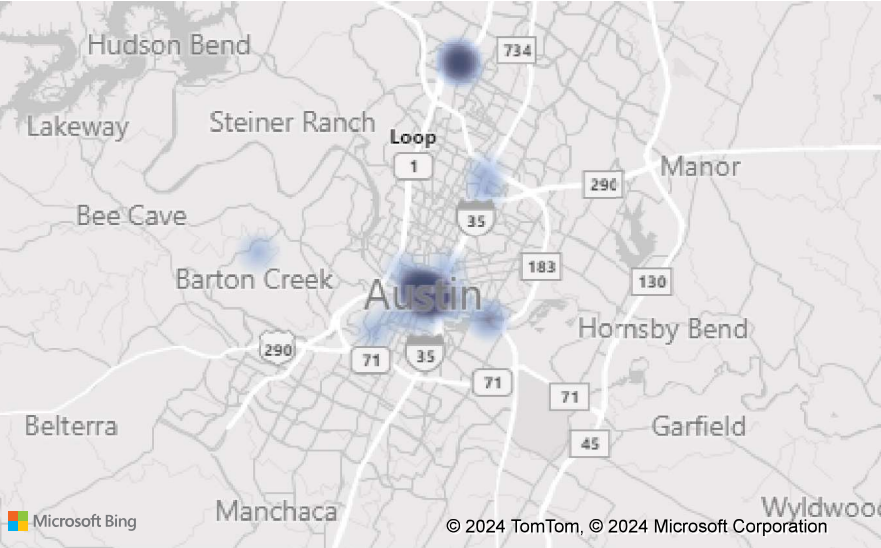 Hudson Bend
734
Lakeway
Steiner Ranch
Loop
1
Manor
290
Bee Cave
35
Barton Creek
183
130
Austin
Hornsby Bend
290
71
35
71
71
Belterra
Garfield
45
Manchaca
Wyldwood
Microsoft Bing
© 2024 TomTom, © 2024 Microsoft Corporation